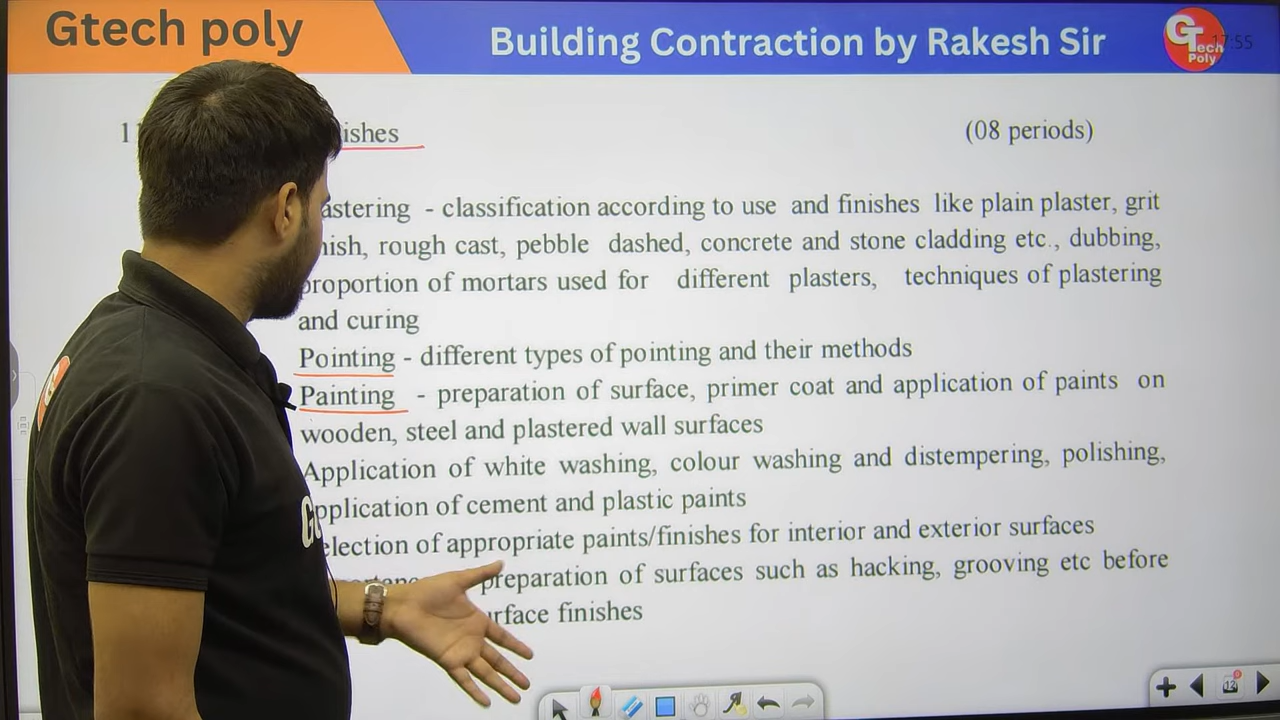 Gtech poly
Building Contraction by Rakesh Sir
GTech Poly
17:55
ishes
(08 periods)
astering - classification according to use and finishes like plain plaster, grit
nish, rough cast, pebble dashed, concrete and stone cladding etc., dubbing,
proportion of mortars used for different plasters, techniques of plastering
and curing
Pointing - different types of pointing and their methods
Painting - preparation of surface, primer coat and application of paints on
wooden, steel and plastered wall surfaces
Application of white washing, colour washing and distempering, polishing,
pplication of cement and plastic paints
election of appropriate paints/finishes for interior and exterior surfaces
preparation of surfaces such as hacking, grooving etc before
urface finishes